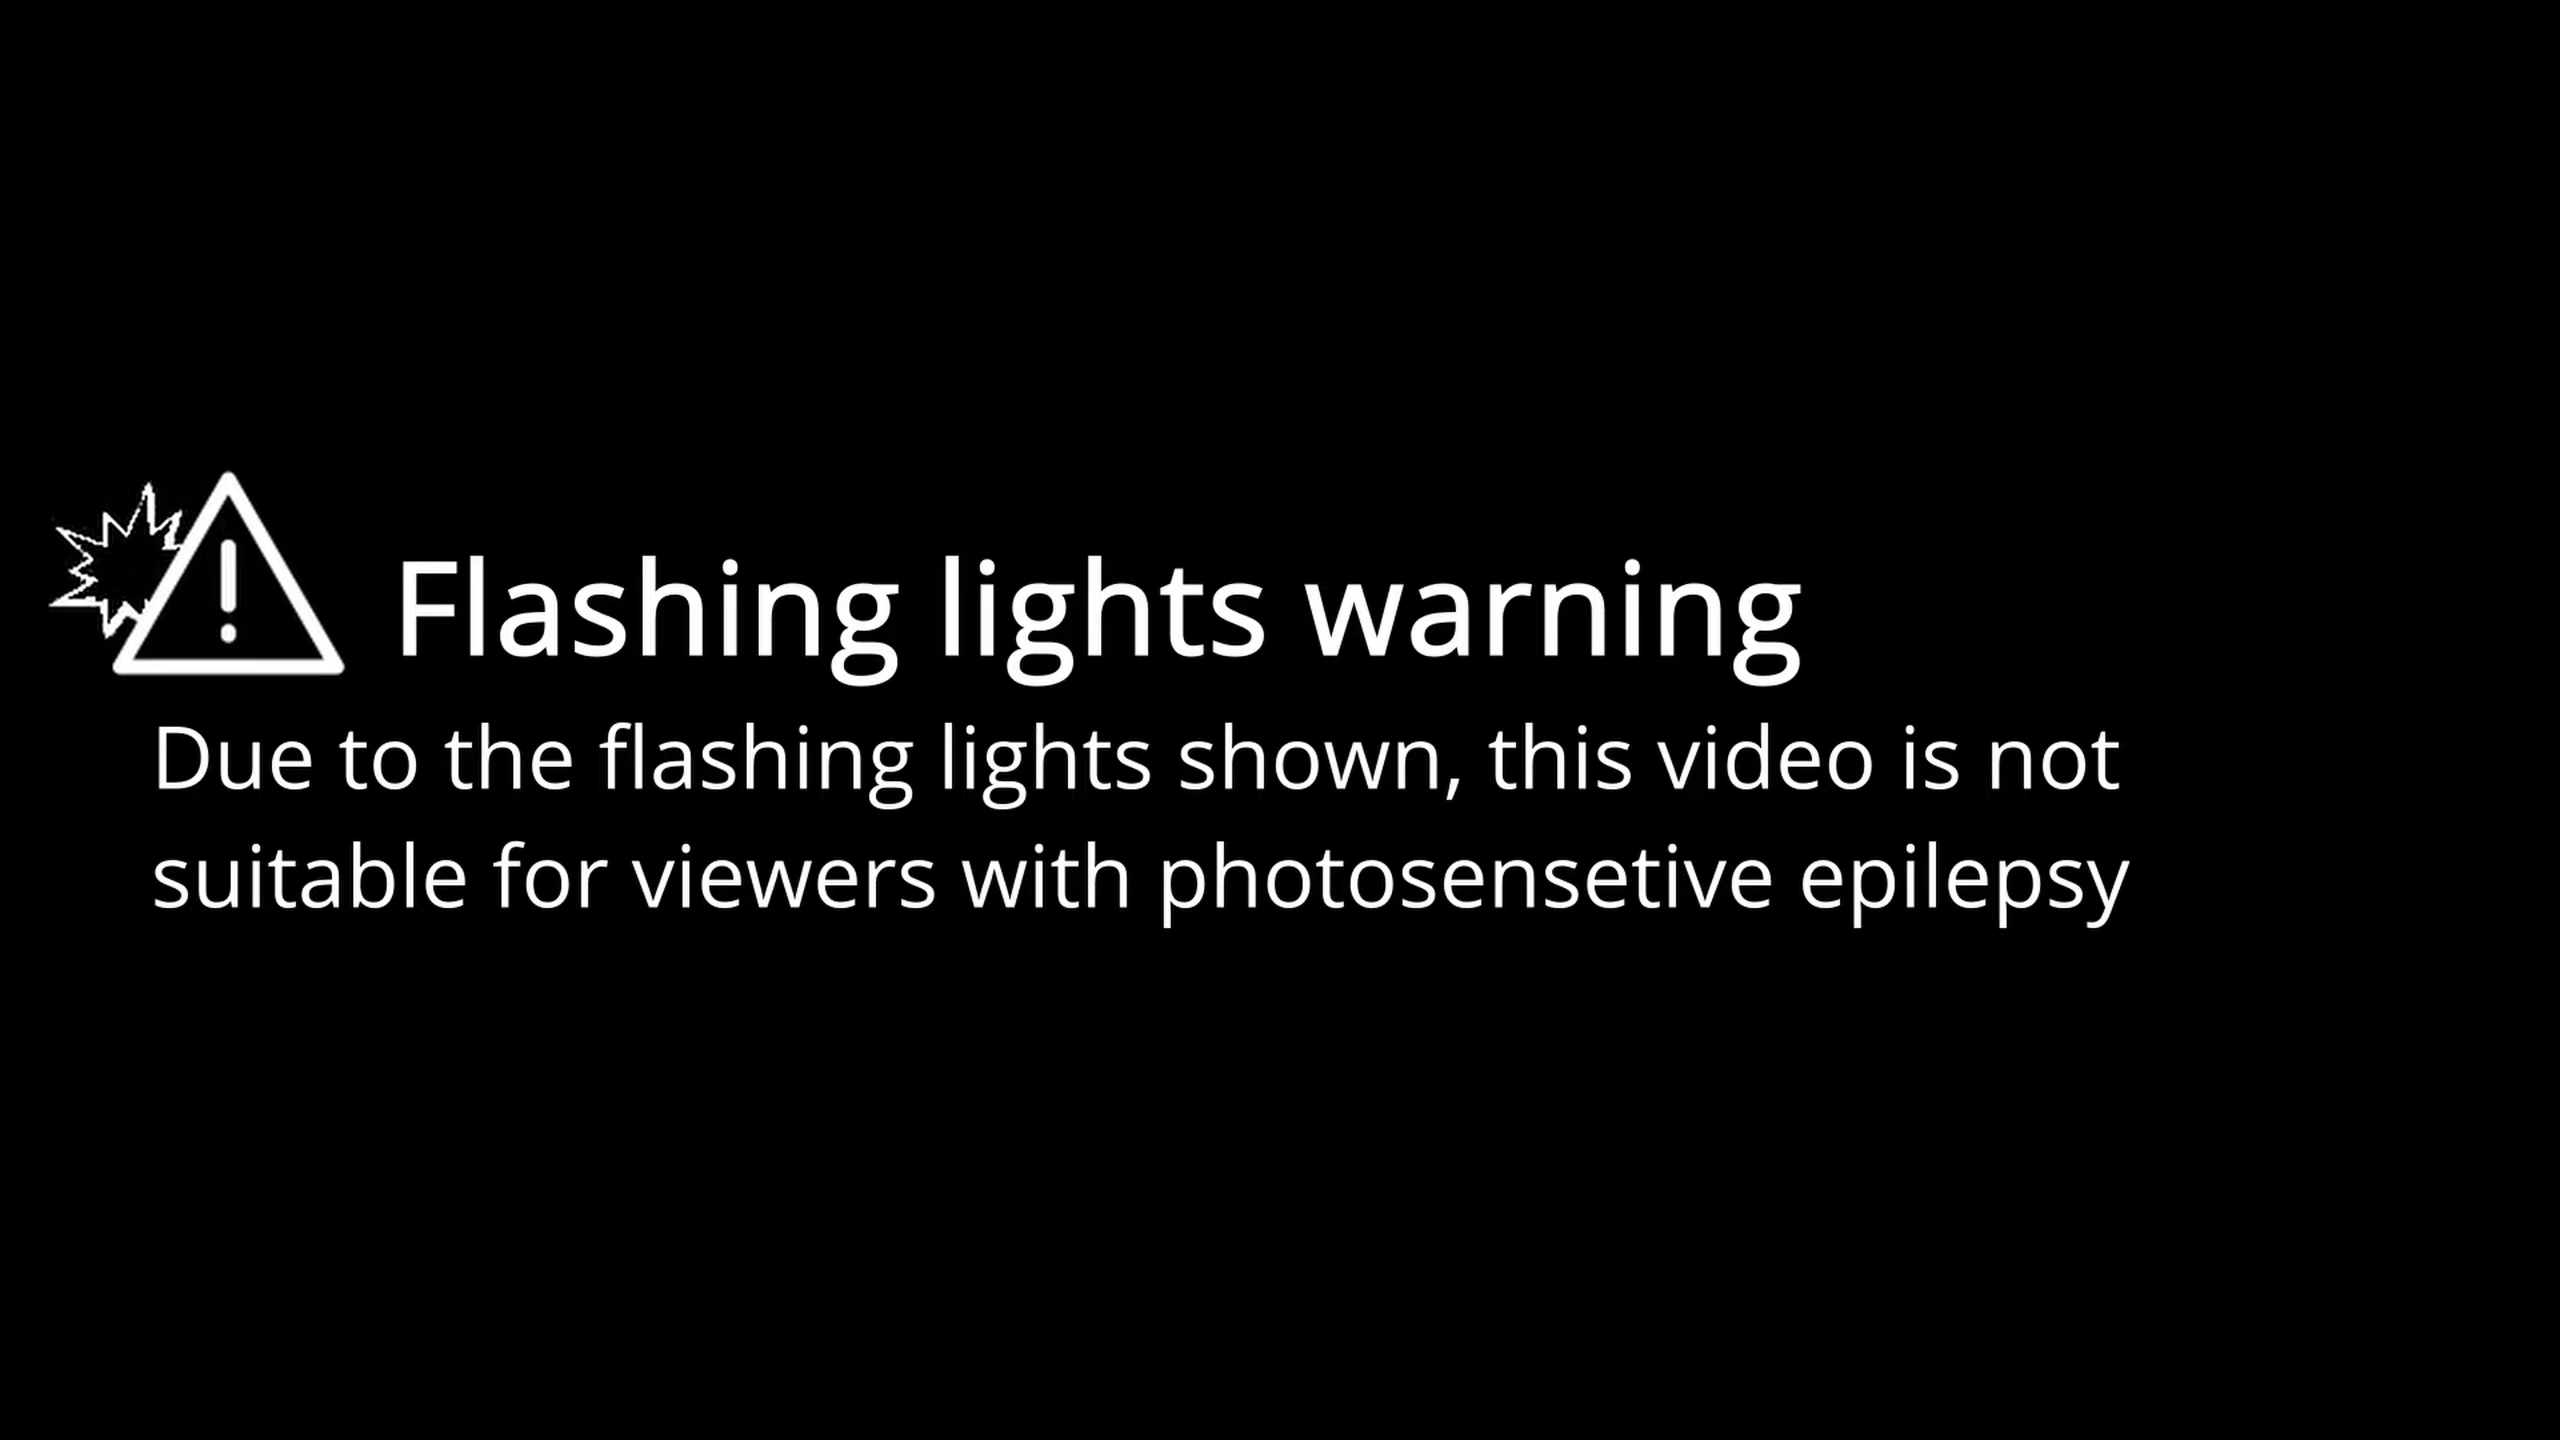 Flashing lights warning
Due to the flashing lights shown, this video is not
suitable for viewers with photosensetive epilepsy